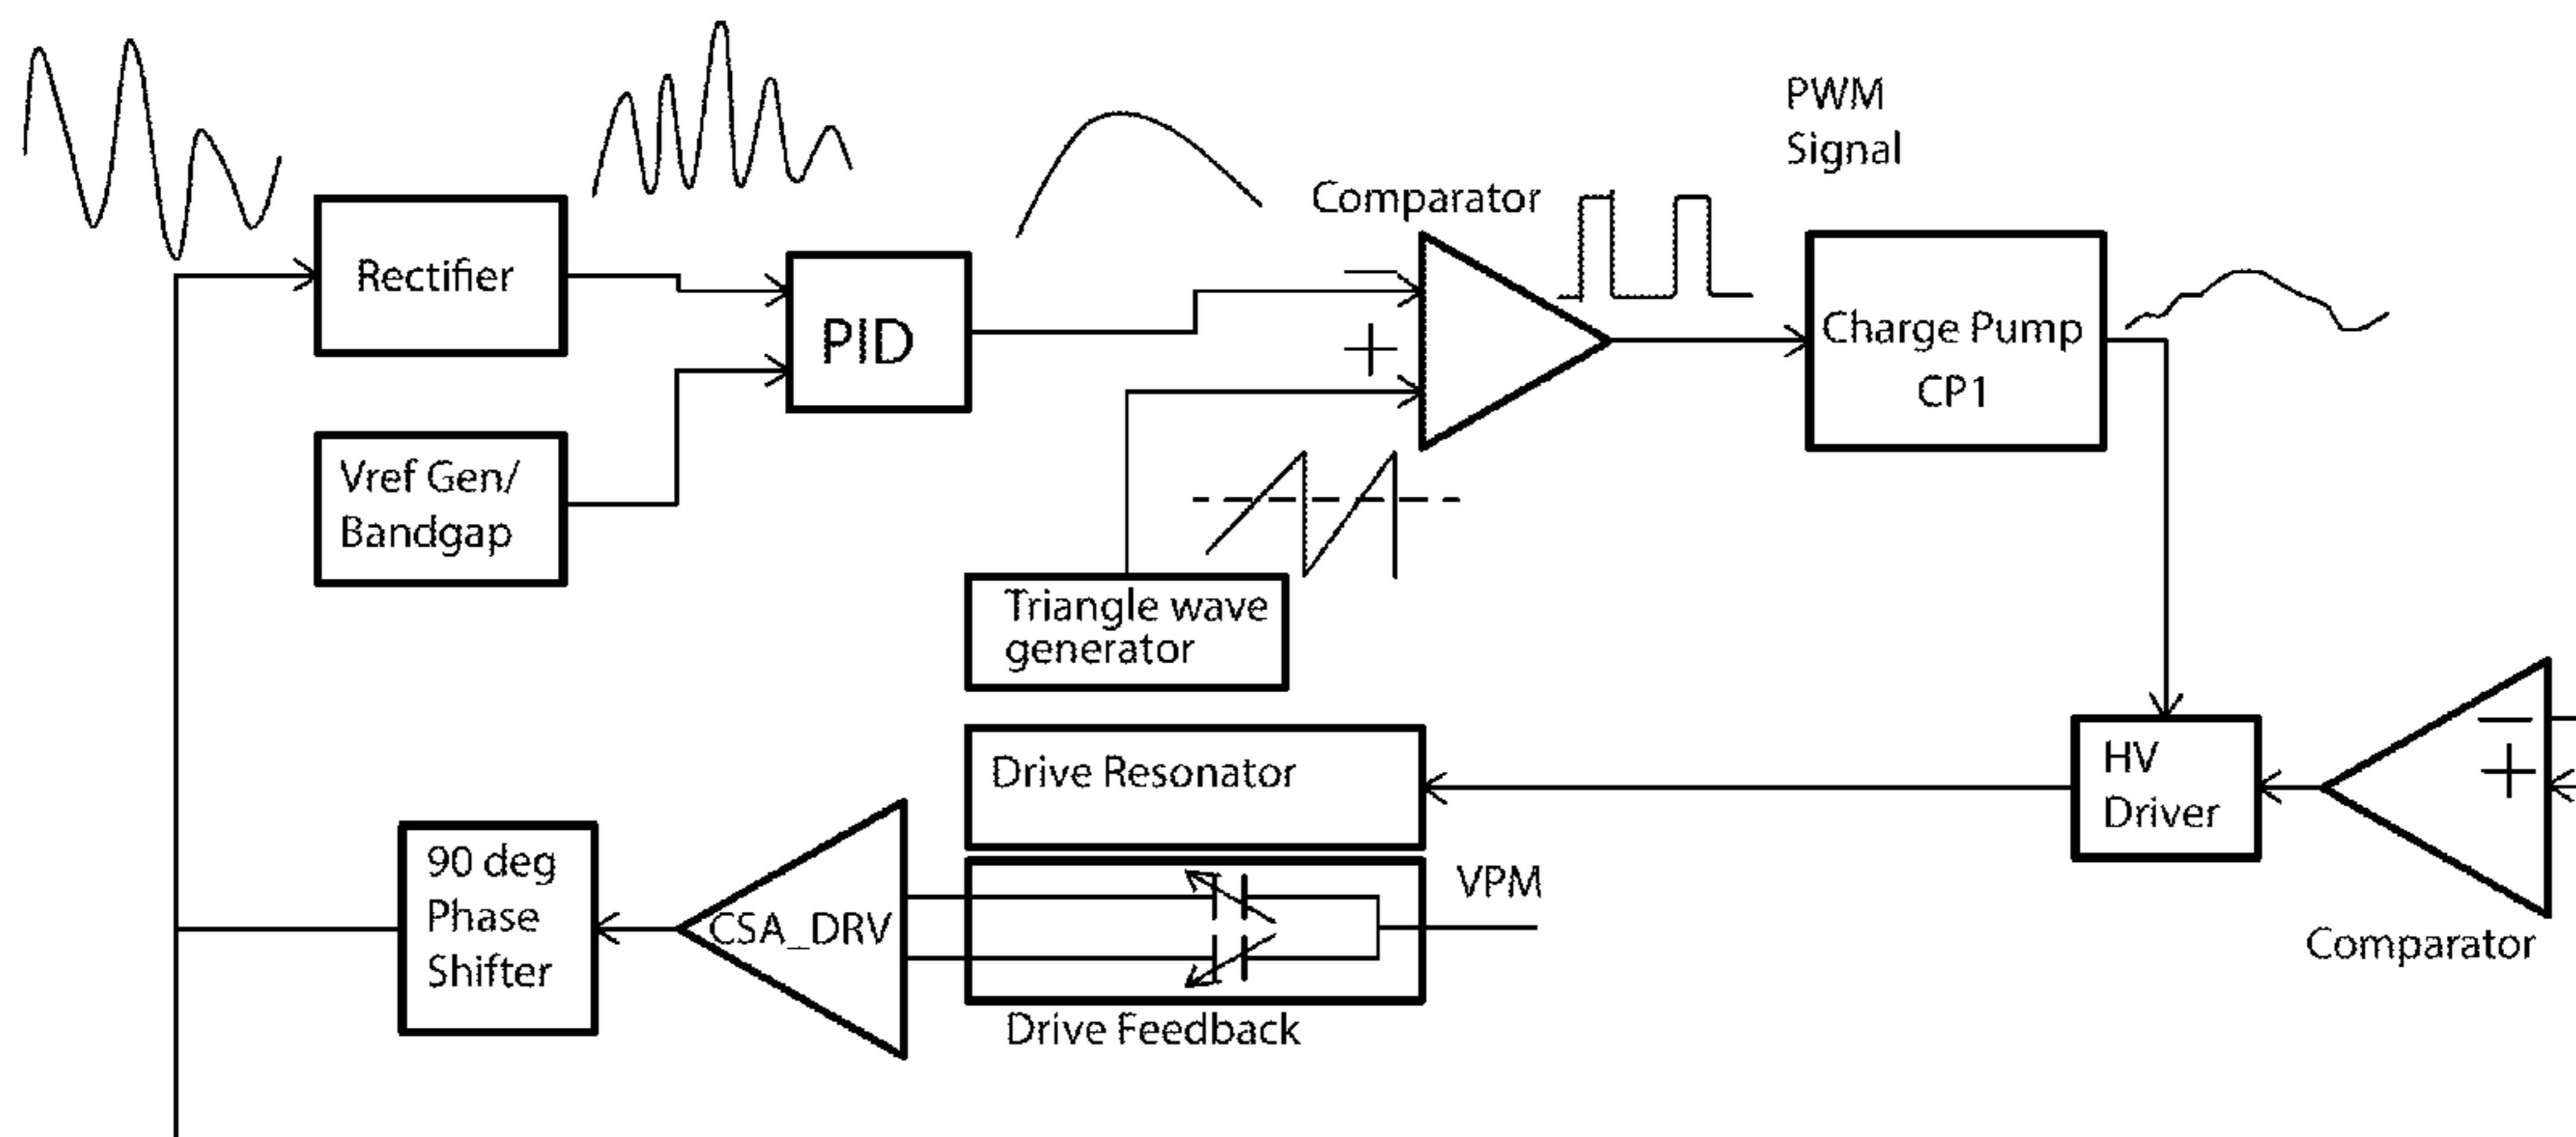 PWM
Signal
Comparator
Rectifier
PID
Charge Pump
CP1
Vref Gen/
Bandgap
Triangle wave
generator
Drive Resonator
HV
Driver
90 deg
Phase
Shifter
CSA_DRV
VPM
Comparator
Drive Feedback